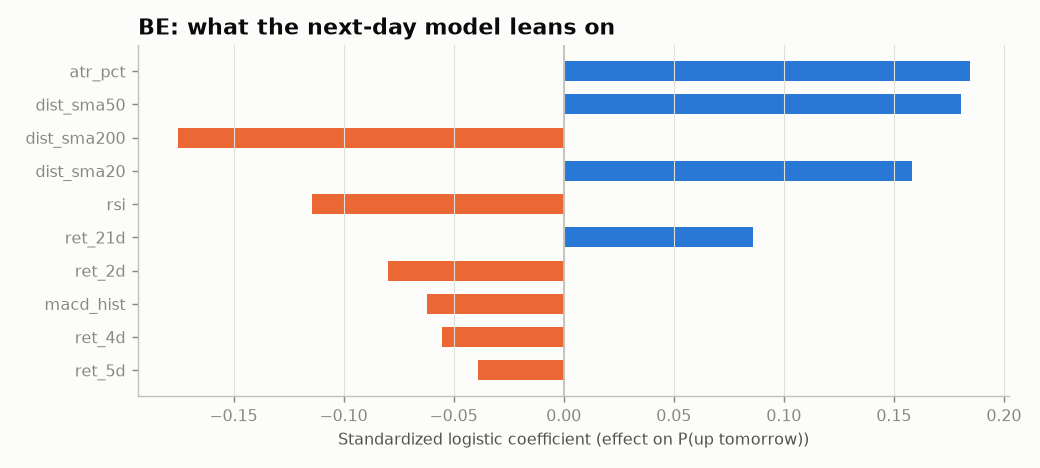 BE: what the next-day model leans on
atr_pct
dist_sma50
dist_sma200
dist_sma20
rsi
ret_21d
ret_2d
macd_hist
ret_4d
ret_5d
−0.15 −0.10 −0.05 0.00 0.05 0.10 0.15 0.20
Standardized logistic coefficient (effect on P(up tomorrow))